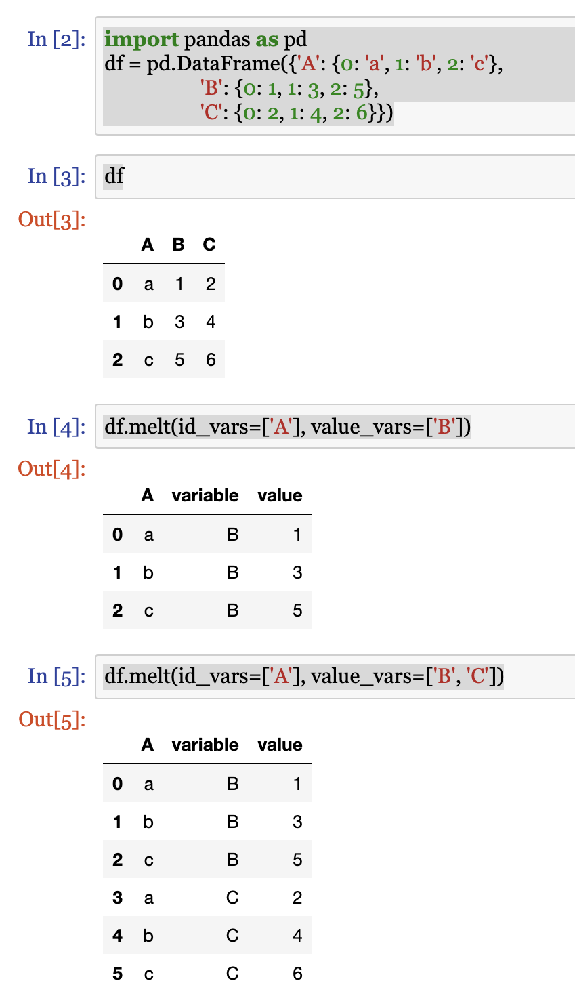 In [2]: import pandas as pd
df = pd.DataFrame({'A': {0: 'a', 1: 'b', 2: 'c'},
'B': {0: 1, 1: 3, 2: 5},
'C': {0: 2, 1: 4, 2: 6}})
In [3]: df
Out[3]:
A B C
0 a 1 2
1 b 3 4
2 c 5 6
In [4]: df.melt(id_vars=['A'], value_vars=['B'])
Out[4]:
A variable value
0 a B 1
1 b B 3
2 c B 5
In [5]: df.melt(id_vars=['A'], value_vars=['B', 'C'])
Out[5]:
A variable value
0 a B 1
1 b B 3
2 c B 5
3 a C 2
4 b C 4
5 c C 6